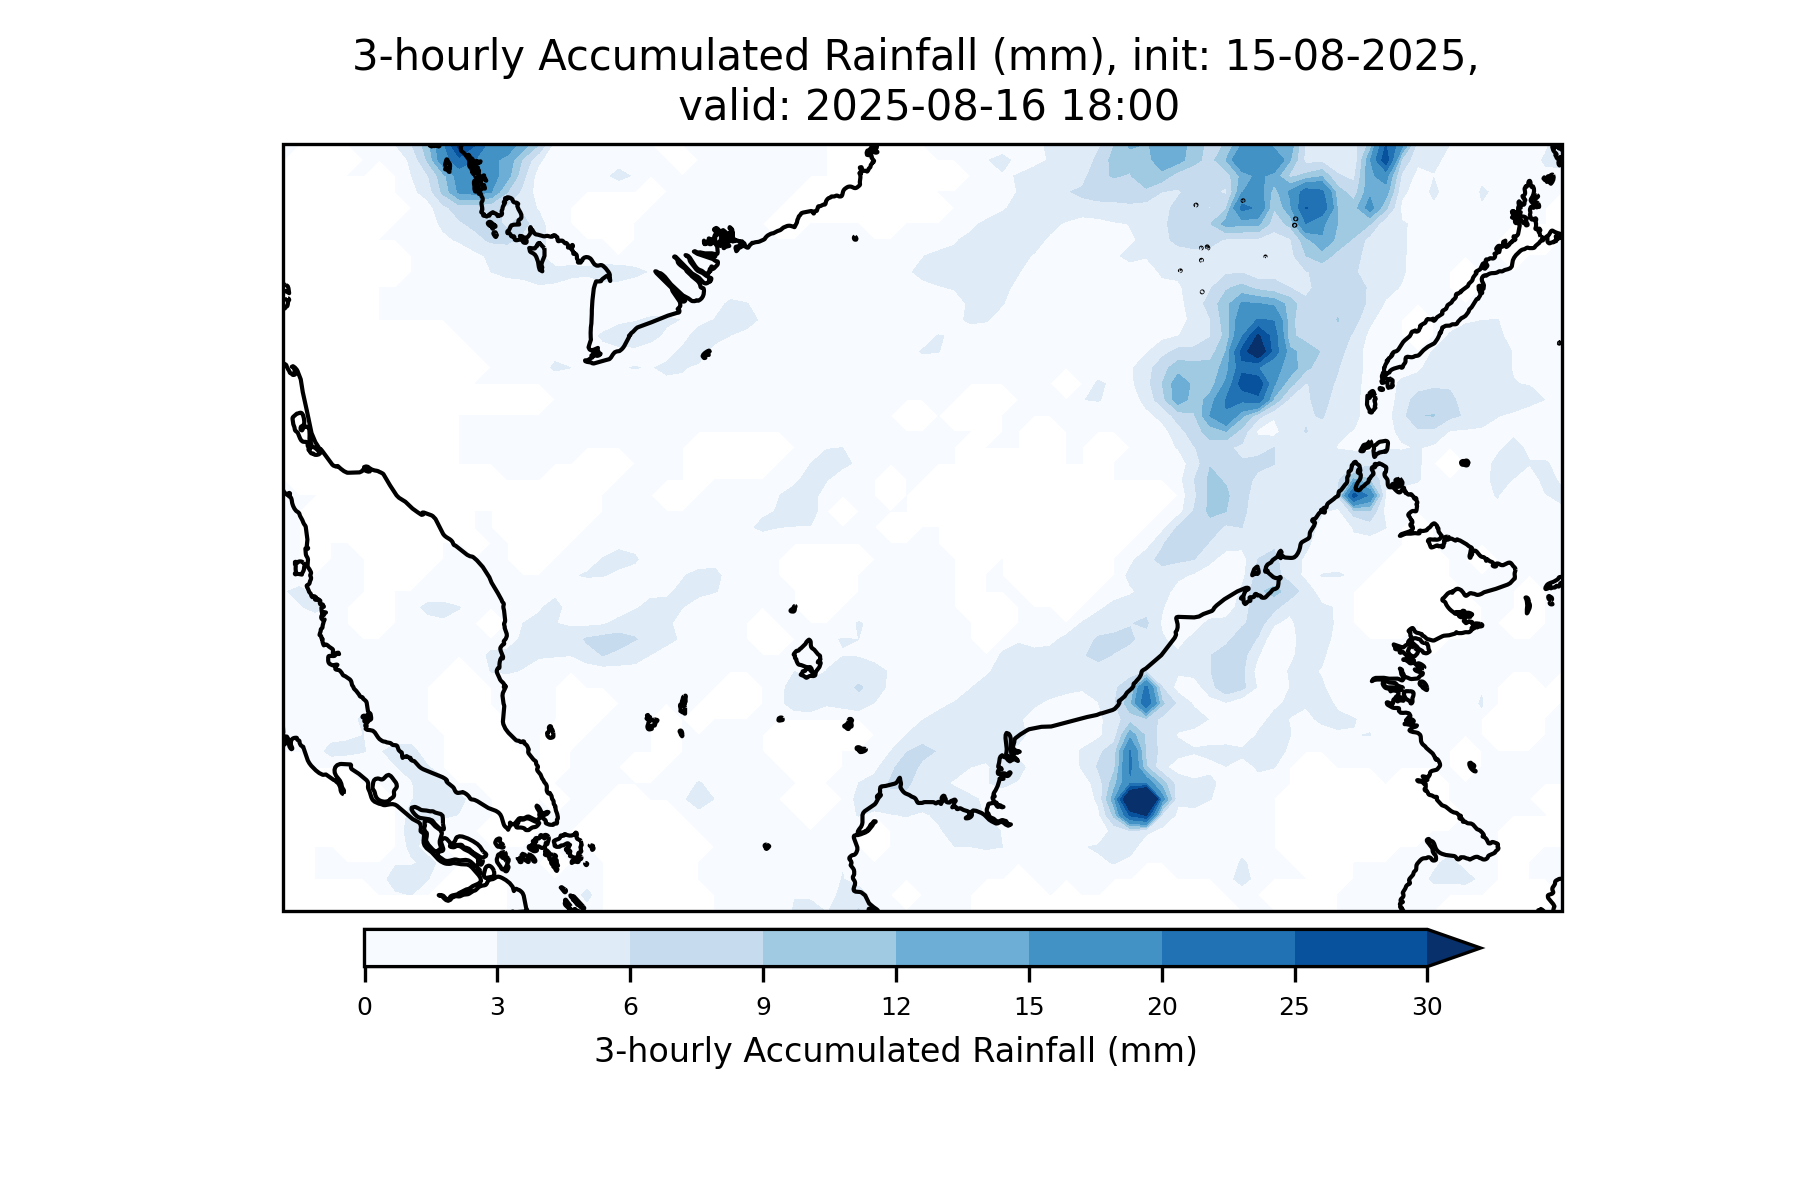 3-hourly Accumulated Rainfall (mm), init: 15-08-2025,
valid: 2025-08-16 18:00
0 3 6 9 12 15 20 25 30
3-hourly Accumulated Rainfall (mm)